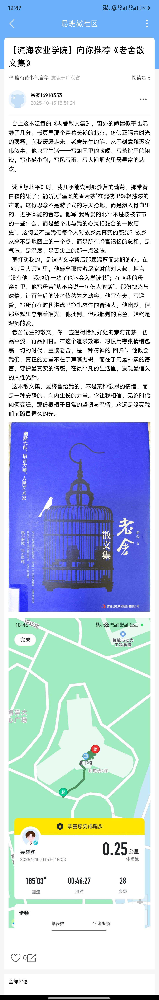 12:47
737
KB/s
5G
5G
38
易班微社区
【滨海农业学院】向你推荐《老舍散
文集》
腹有诗书气自华 发表于广东省
阅读量 6
易友16918353
2025-10-15 18:51:24
合上这本泛黄的《老舍散文集》，窗外的喧嚣似乎也沉
静了几分。书页里那个穿着长衫的北京，仿佛正隔着时光
的薄雾，向我缓缓走来。老舍先生的笔，从不刻意雕琢宏
伟叙事，他只写生活——写胡同里的吆喝，写茶馆里的闲
谈，写小猫小狗，写风写雨，写人间烟火里最寻常的悲
欢。
读《想北平》时，我几乎能尝到那沙营的葡萄，那带着
白霜的果子；能听见“温柔的香片茶”在瓷碗里轻轻荡漾的
声响。这份思念不是游子式的呼天抢地，而是渗入骨血里
的、近乎本能的眷恋。他写“我所爱的北平不是枝枝节节
的一些什么，而是整个儿与我的心灵相黏合的一段历
史”，这何尝不是我们每个人对故乡最真实的感受？故乡
从来不是地图上的一个点，而是所有感官记忆的总和，是
气味，是温度，是舌尖上的那一点滋味。
更打动我的，是这些文字背后那颗温厚而悲悯的心。在
《宗月大师》里，他感念那位散尽家财的刘大叔，坦言
“没有他，我也许一辈子也不会入学读书”；在《我的母
亲》里，他写母亲“从不会说一句伤人的话”，那份愧疚与
深情，让百年后的读者依然为之动容。他写车夫，写巡
警，写所有在时代洪流里挣扎求生的普通人。他幽默，但
那幽默里总带着泪光；他批判，但那批判的底色，始终是
深沉的爱。
老舍先生的散文，像一壶温得恰到好处的茉莉花茶，初
品平淡，再品回甘。在这个追求效率、习惯用夸张情绪包
裹一切的时代，重读老舍，是一种精神的“回归”。他教会
我们，真正的力量不在于声嘶力竭，而在于用最朴素的语
言，守护最真实的情感，在最平凡的生活里，发现最恒久
的人性光辉。
这本散文集，最终留给我的，不是某种激昂的情绪，而
是一种安静的、向内生长的力量。它让我相信，无论时代
如何变迁，那份根植于日常的坚韧与温情，永远是照亮我
们前路最恒久的光。
幽默大师、语言大师、人民艺术家
老舍
散文集
老舍 著
既不倨傲，也不卑微。
吉林出版集团股份有限公司
18:46
创新路
55.1
KB/s
5G
5G
36
完成
机械与动力
工程学院
海洋大
心广场
终
图书馆
钟海楼B栋
起
恭喜您完成跑步
吴崟溪
2025年10月15日 18:00
0.25 公里
休闲跑
185'03"
00:46:27
28
配速
用时
步频
步频
总步数
平均步频
0
全部评论